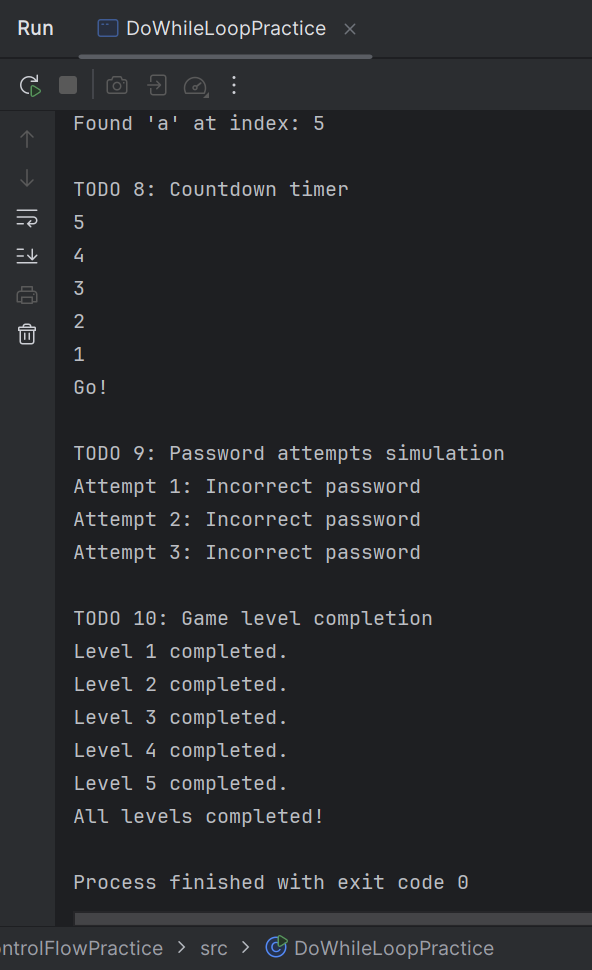 Run
DoWhileLoopPractice
Found 'a' at index: 5
TODO 8: Countdown timer
5
4
3
2
1
Go!
TODO 9: Password attempts simulation
Attempt 1: Incorrect password
Attempt 2: Incorrect password
Attempt 3: Incorrect password
TODO 10: Game level completion
Level 1 completed.
Level 2 completed.
Level 3 completed.
Level 4 completed.
Level 5 completed.
All levels completed!
Process finished with exit code 0
ntrolFlowPractice > src > DoWhileLoopPractice